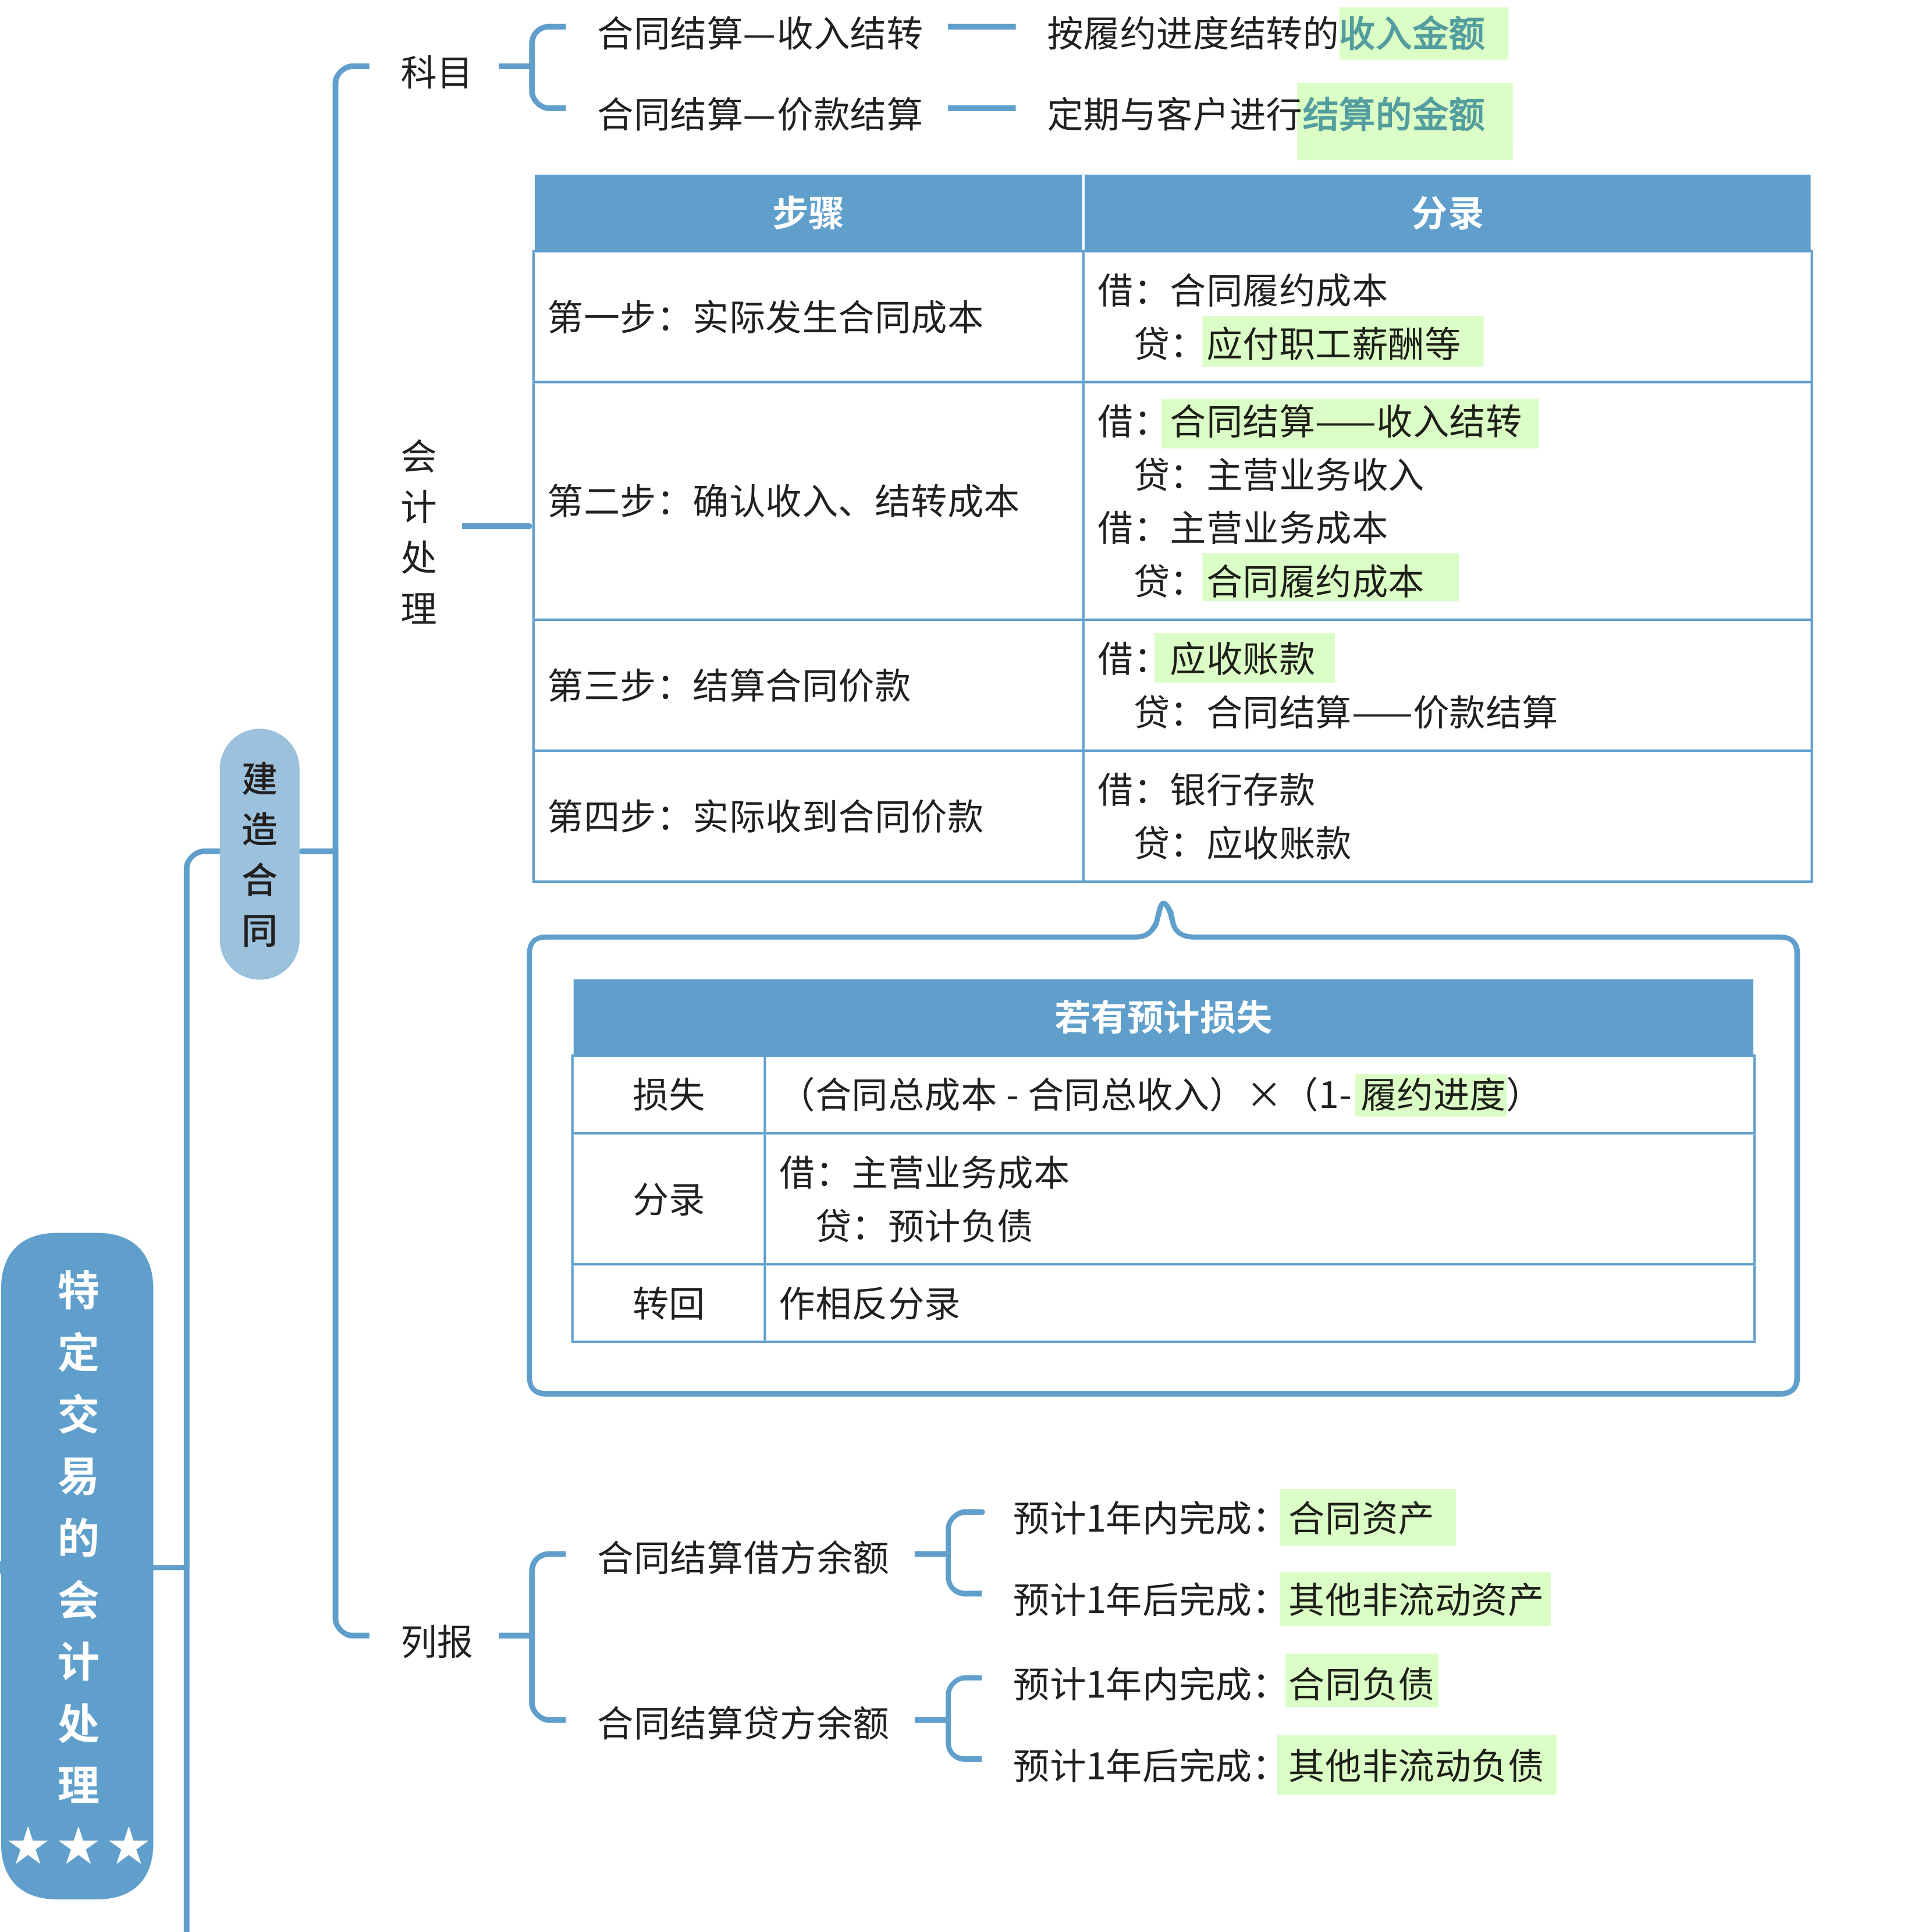 科目
合同结算—收入结转
按履约进度结转的收入金额
合同结算—价款结算
定期与客户进行结算的金额
会计处理
步骤
分录
第一步：实际发生合同成本
借：合同履约成本
贷：应付职工薪酬等
第二步：确认收入、结转成本
借：合同结算——收入结转
贷：主营业务收入
借：主营业务成本
贷：合同履约成本
第三步：结算合同价款
借：应收账款
贷：合同结算——价款结算
第四步：实际收到合同价款
借：银行存款
贷：应收账款
建造合同
若有预计损失
损失
（合同总成本 - 合同总收入）×（1- 履约进度）
分录
借：主营业务成本
贷：预计负债
转回
作相反分录
特定交易的会计处理
★★★
列报
合同结算借方余额
预计1年内完成：合同资产
预计1年后完成：其他非流动资产
合同结算贷方余额
预计1年内完成：合同负债
预计1年后完成：其他非流动负债